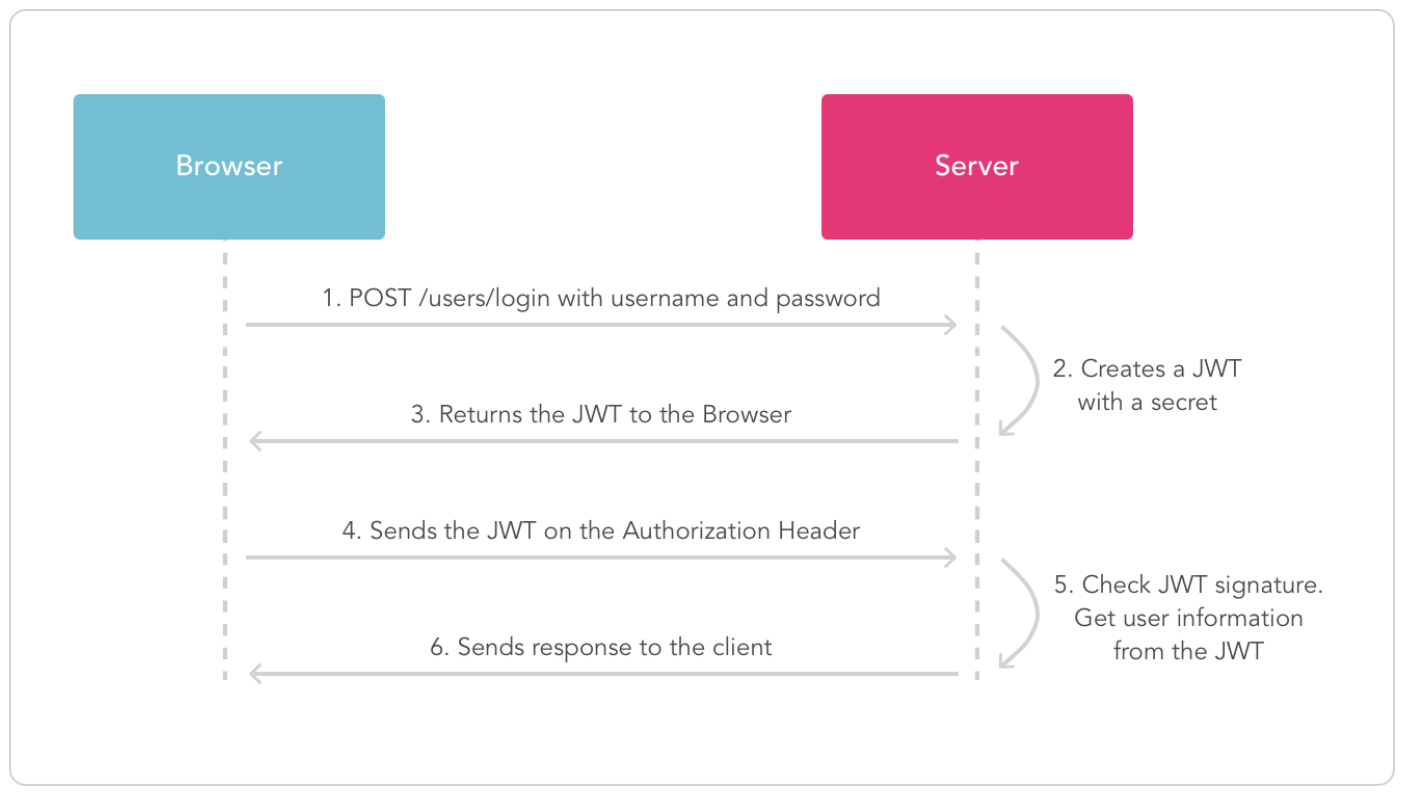 Browser
Server
1. POST /users/login with username and password
2. Creates a JWT
with a secret
3. Returns the JWT to the Browser
4. Sends the JWT on the Authorization Header
5. Check JWT signature.
Get user information
from the JWT
6. Sends response to the client